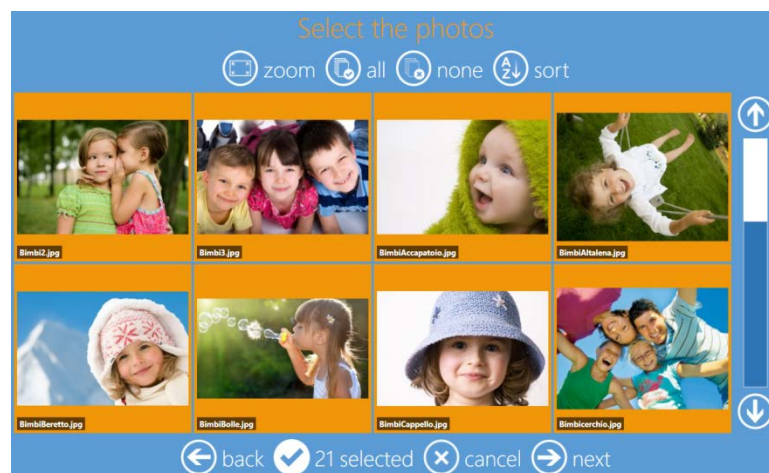 Select the photos
zoom all none A Z sort
Bimbi2.jpg Bimbi3.jpg BimbiAccapatoio.jpg BimbiAltalena.jpg
BimbiBeretto.jpg BimbiBolle.jpg BimbiCappello.jpg Bimbicerchio.jpg
back 21 selected cancel next